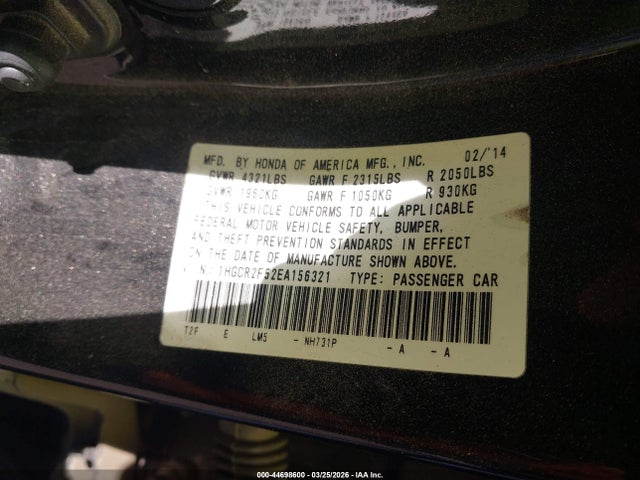 MFD. BY HONDA OF AMERICA MFG., INC. 02/'14
GVWR 4321LBS GAWR F 2315LBS R 2050LBS
GVWR 1960KG GAWR F 1050KG R 930KG
THIS VEHICLE CONFORMS TO ALL APPLICABLE
FEDERAL MOTOR VEHICLE SAFETY, BUMPER,
AND THEFT PREVENTION STANDARDS IN EFFECT
ON THE DATE OF MANUFACTURE SHOWN ABOVE.
1HGCR2F52EA156321 TYPE: PASSENGER CAR
T2F E LM5 - NH731P - A - A
000-44698600 - 03/25/2026 - IAA Inc.